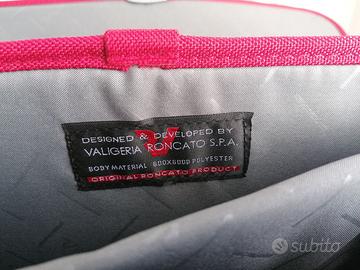 DESIGNED & DEVELOPED BY
VALIGERIA RONCATO S.P.A.
BODY MATERIAL 600X600D POLYESTER
ORIGINAL RONCATO PRODUCT
subito